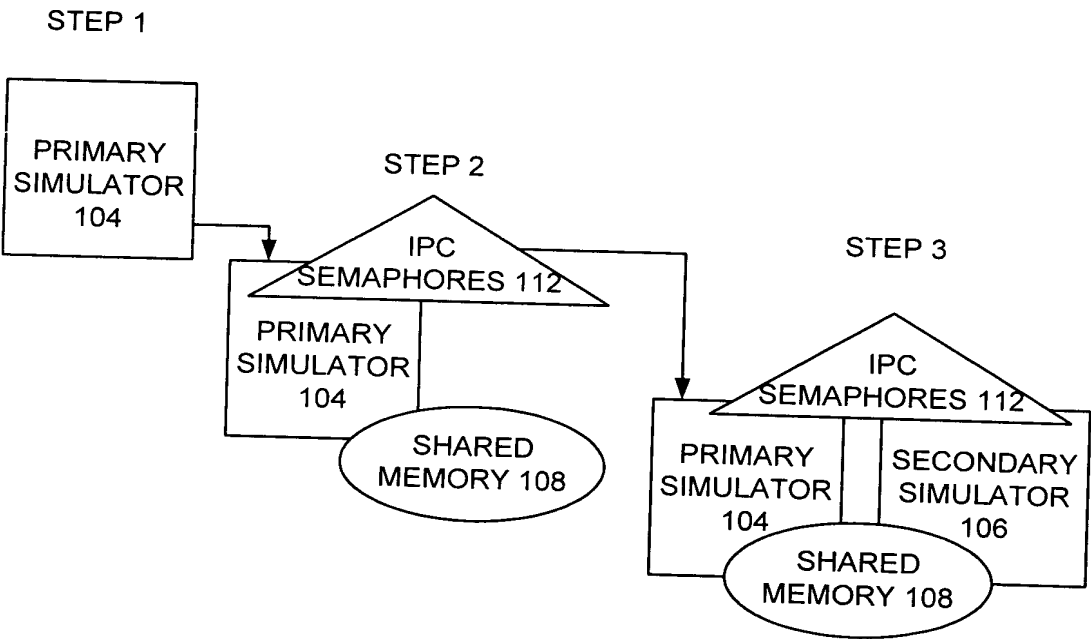 STEP 1
PRIMARY
SIMULATOR
104
STEP 2
IPC
SEMAPHORES 112
PRIMARY
SIMULATOR
104
SHARED
MEMORY 108
STEP 3
IPC
SEMAPHORES 112
PRIMARY
SIMULATOR
104
SECONDARY
SIMULATOR
106
SHARED
MEMORY 108